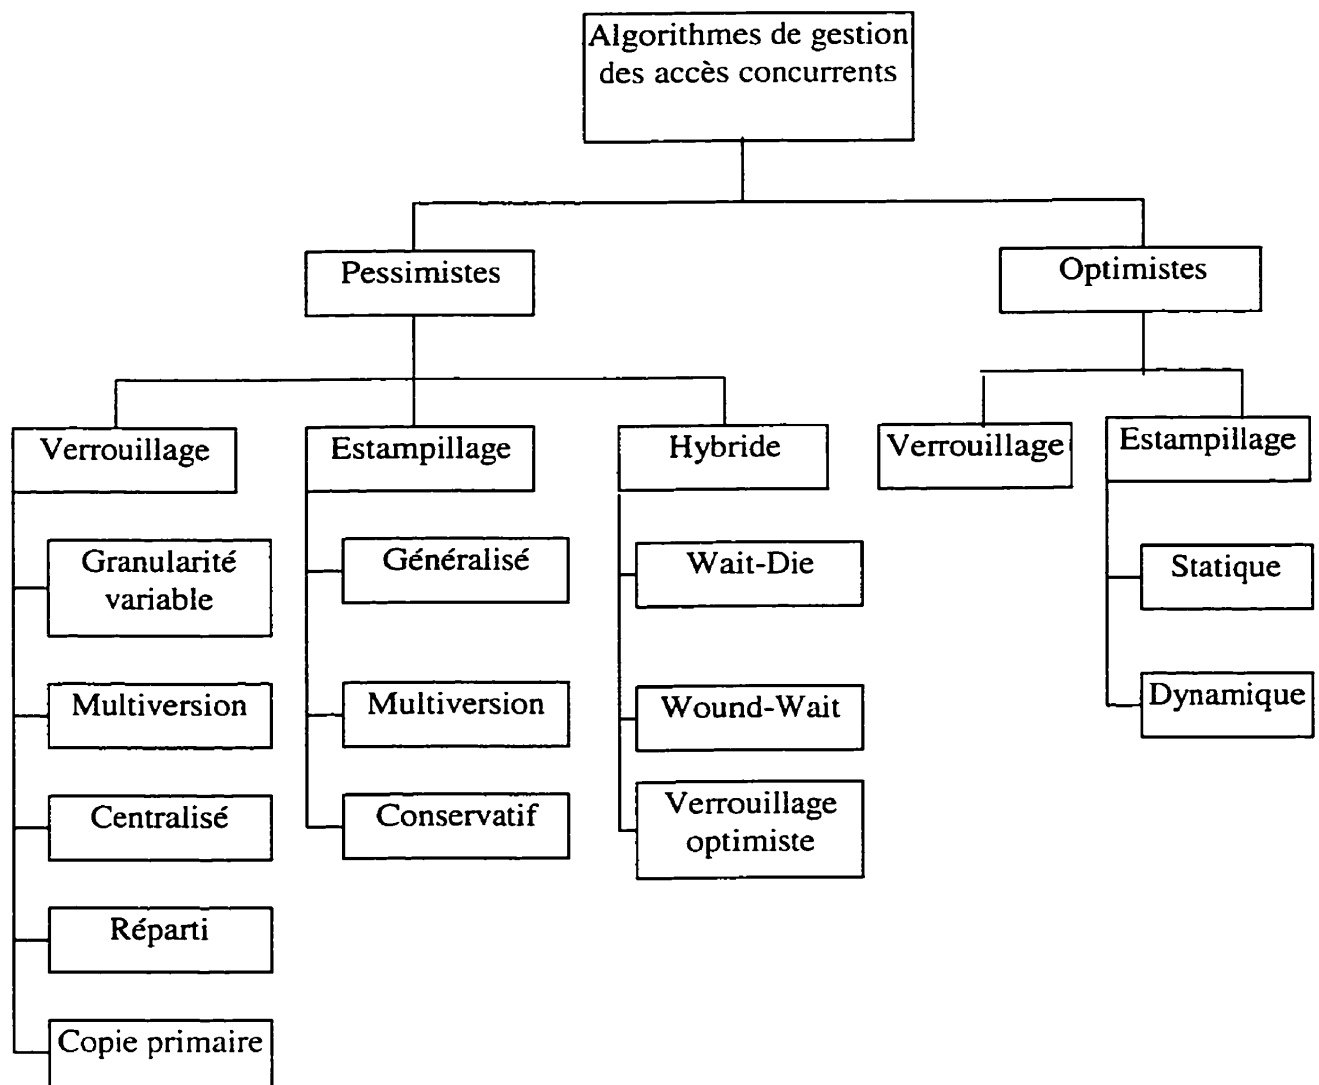 Algorithmes de gestion
des accès concurrents
Pessimistes
Optimistes
Verrouillage
Estampillage
Hybride
Verrouillage
Estampillage
Granularité
variable
Multiversion
Centralisé
Réparti
Copie primaire
Généralisé
Multiversion
Conservatif
Wait-Die
Wound-Wait
Verrouillage
optimiste
Statique
Dynamique